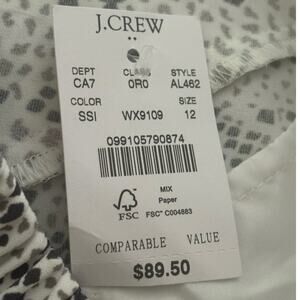 J.CREW
DEPT CLASS STYLE
CA7 0R0 AL462
COLOR SIZE
SSI WX9109 12
099105790874
MIX
Paper
FSC FSC™ C004883
COMPARABLE VALUE
$89.50